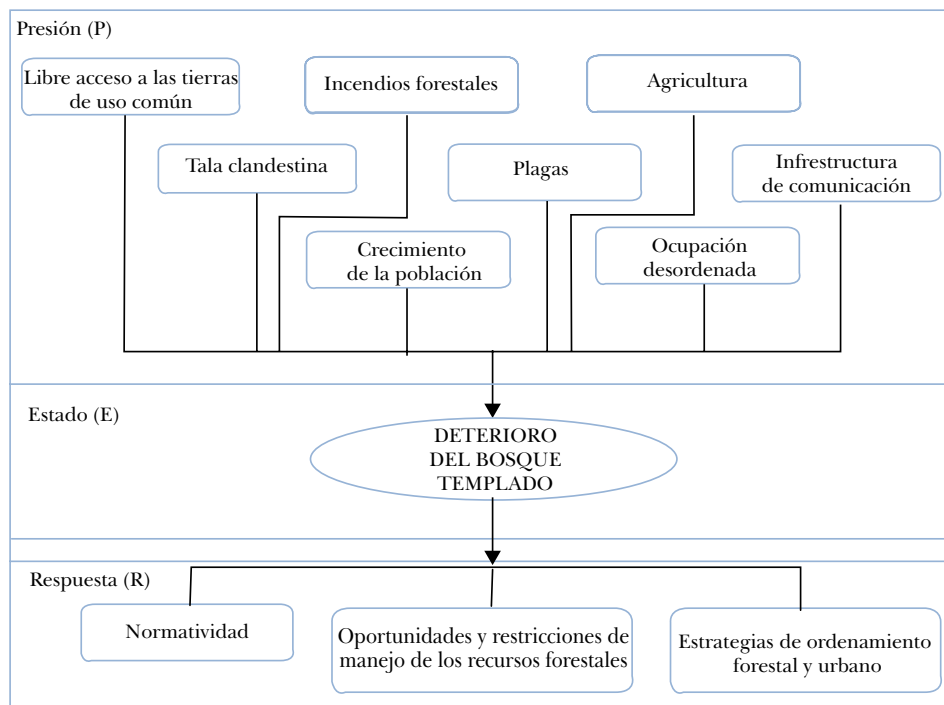 Presión (P)
Libre acceso a las tierras
de uso común
Incendios forestales
Agricultura
Tala clandestina
Plagas
Infrestructura
de comunicación
Crecimiento
de la población
Ocupación
desordenada
Estado (E)
DETERIORO
DEL BOSQUE
TEMPLADO
Respuesta (R)
Normatividad
Oportunidades y restricciones de
manejo de los recursos forestales
Estrategias de ordenamiento
forestal y urbano